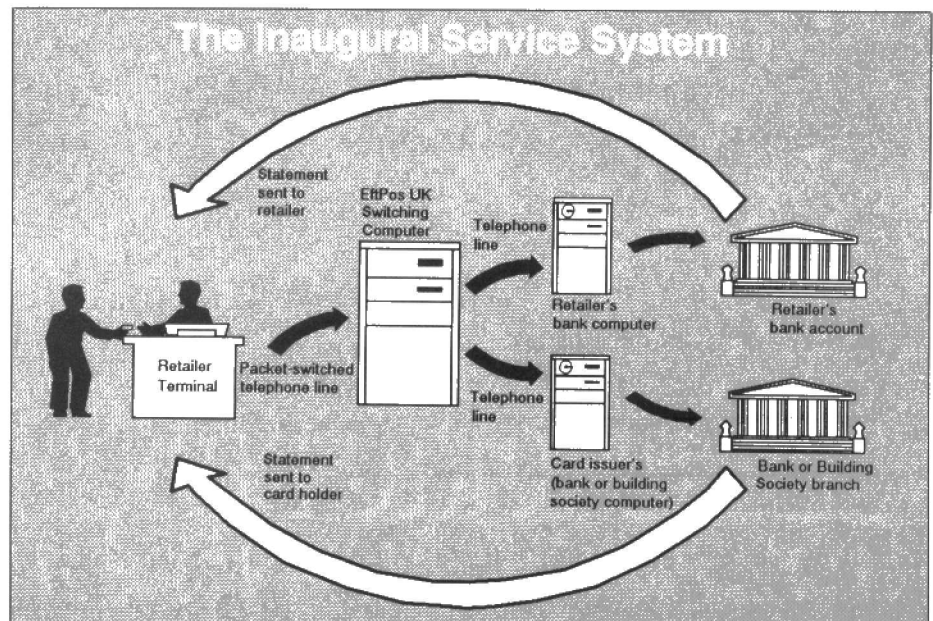 The Inaugural Service System
Statement
sent to
retailer
EftPos UK
Switching
Computer
Telephone
line
Retailer's
bank computer
Retailer's
bank account
Retailer
Terminal
Packet-switched
telephone line
Telephone
line
Card issuer's
(bank or building
society computer)
Bank or Building
Society branch
Statement
sent to
card holder